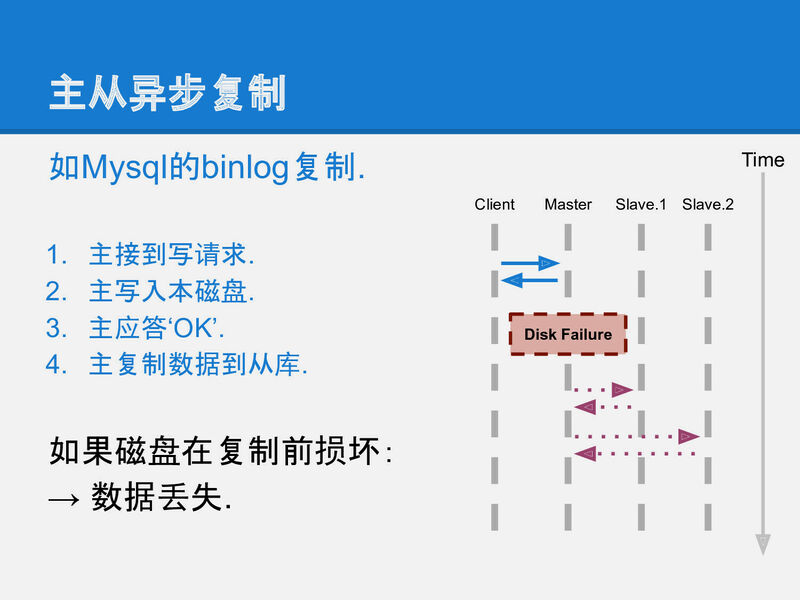 主从异步复制
如Mysql的binlog复制.
1. 主接到写请求.
2. 主写入本磁盘.
3. 主应答‘OK’.
4. 主复制数据到从库.
如果磁盘在复制前损坏：
→ 数据丢失.
Time
Client Master Slave.1 Slave.2
Disk Failure